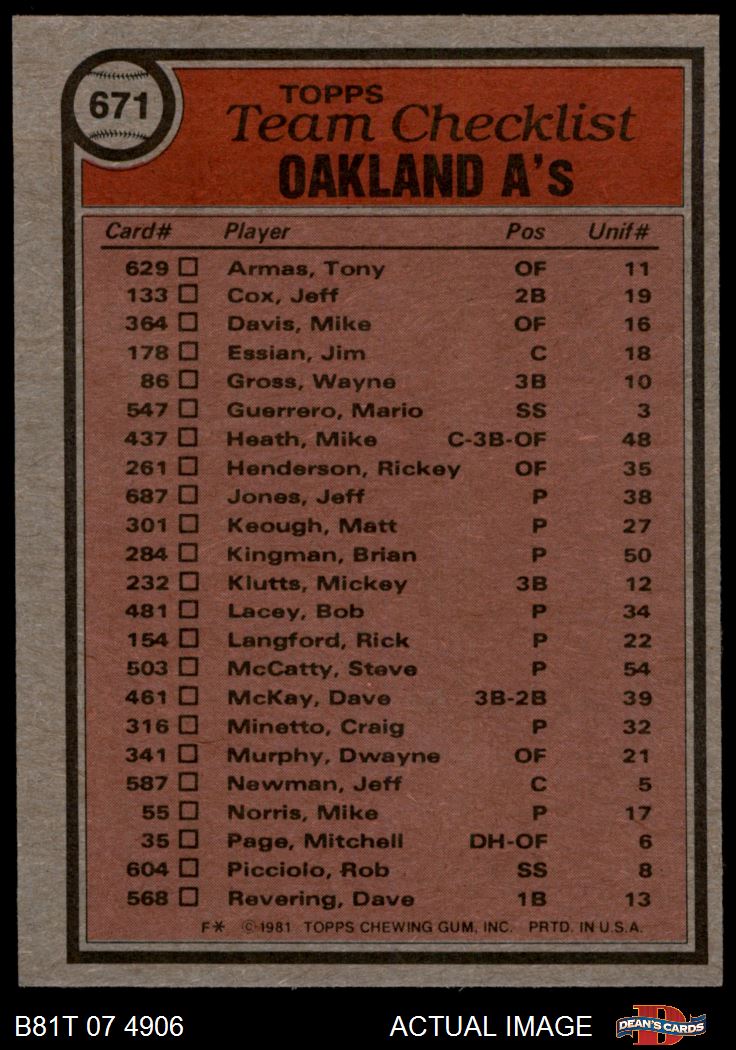 671
TOPPS
Team Checklist
OAKLAND A's
Card# Player Pos Unif#
629 Armas, Tony OF 11
133 Cox, Jeff 2B 19
364 Davis, Mike OF 16
178 Essian, Jim C 18
86 Gross, Wayne 3B 10
547 Guerrero, Mario SS 3
437 Heath, Mike C-3B-OF 48
261 Henderson, Rickey OF 35
687 Jones, Jeff P 38
301 Keough, Matt P 27
284 Kingman, Brian P 50
232 Klutts, Mickey 3B 12
481 Lacey, Bob P 34
154 Langford, Rick P 22
503 McCatty, Steve P 54
461 McKay, Dave 3B-2B 39
316 Minetto, Craig P 32
341 Murphy, Dwayne OF 21
587 Newman, Jeff C 5
55 Norris, Mike P 17
35 Page, Mitchell DH-OF 6
604 Picciolo, Rob SS 8
568 Revering, Dave 1B 13
F* ©1981 TOPPS CHEWING GUM, INC. PRTD. IN U.S.A.
B81T 07 4906 ACTUAL IMAGE D DEAN'S CARDS